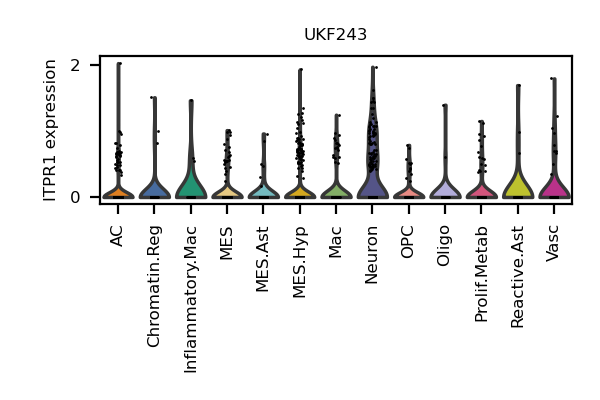 UKF243
ITPR1 expression
2
0
AC
Chromatin.Reg
Inflammatory.Mac
MES
MES.Ast
MES.Hyp
Mac
Neuron
OPC
Oligo
Prolif.Metab
Reactive.Ast
Vasc